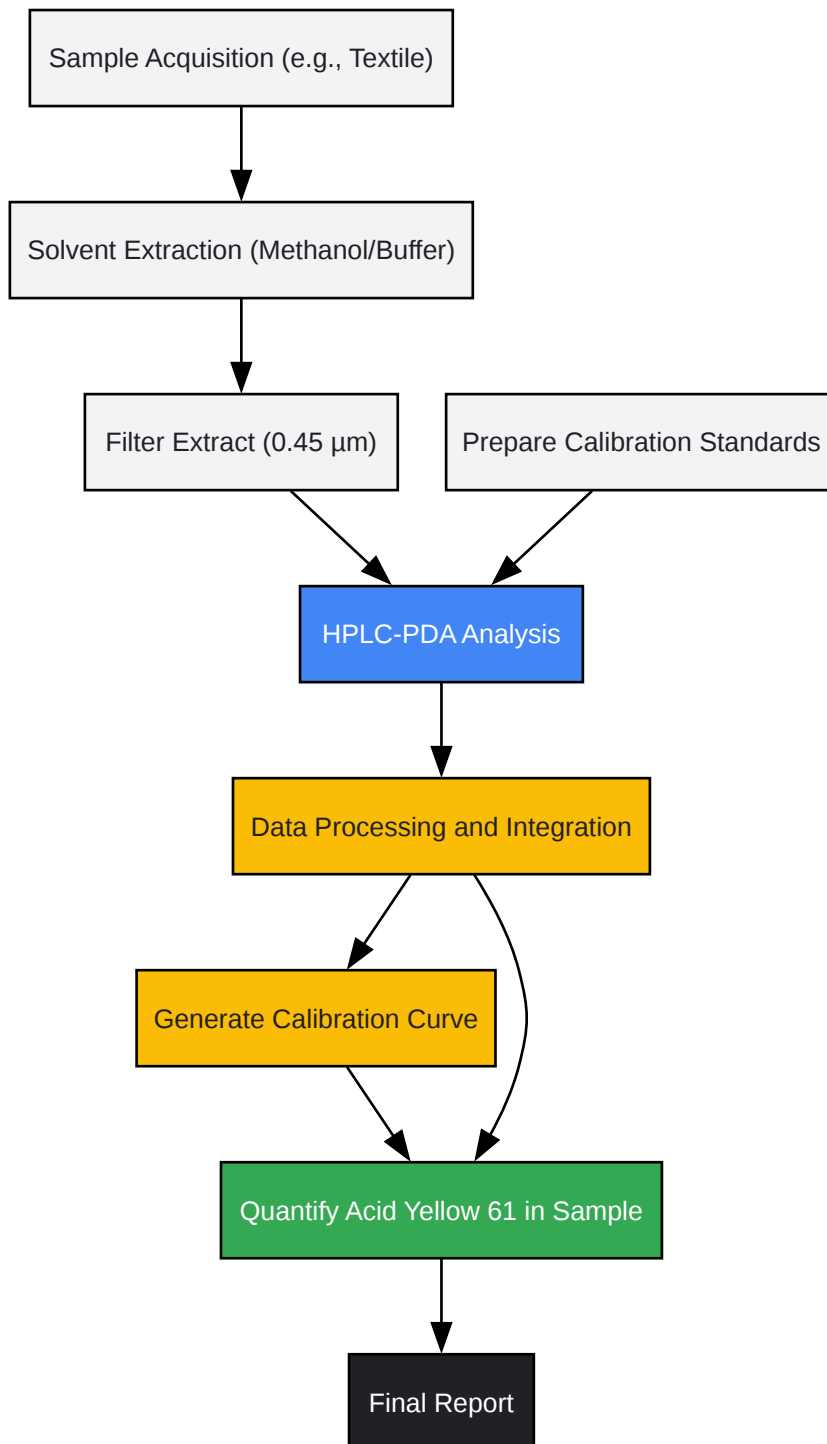 Sample Acquisition (e.g., Textile)
Solvent Extraction (Methanol/Buffer)
Filter Extract (0.45 µm)
Prepare Calibration Standards
HPLC-PDA Analysis
Data Processing and Integration
Generate Calibration Curve
Quantify Acid Yellow 61 in Sample
Final Report